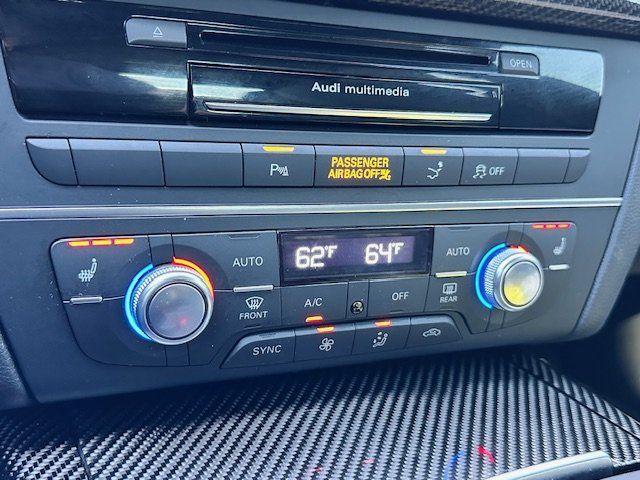 OPEN
Audi multimedia
P
PASSENGER
AIRBAG OFF
OFF
62°F 64°F
AUTO
AUTO
A/C
OFF
FRONT
REAR
SYNC